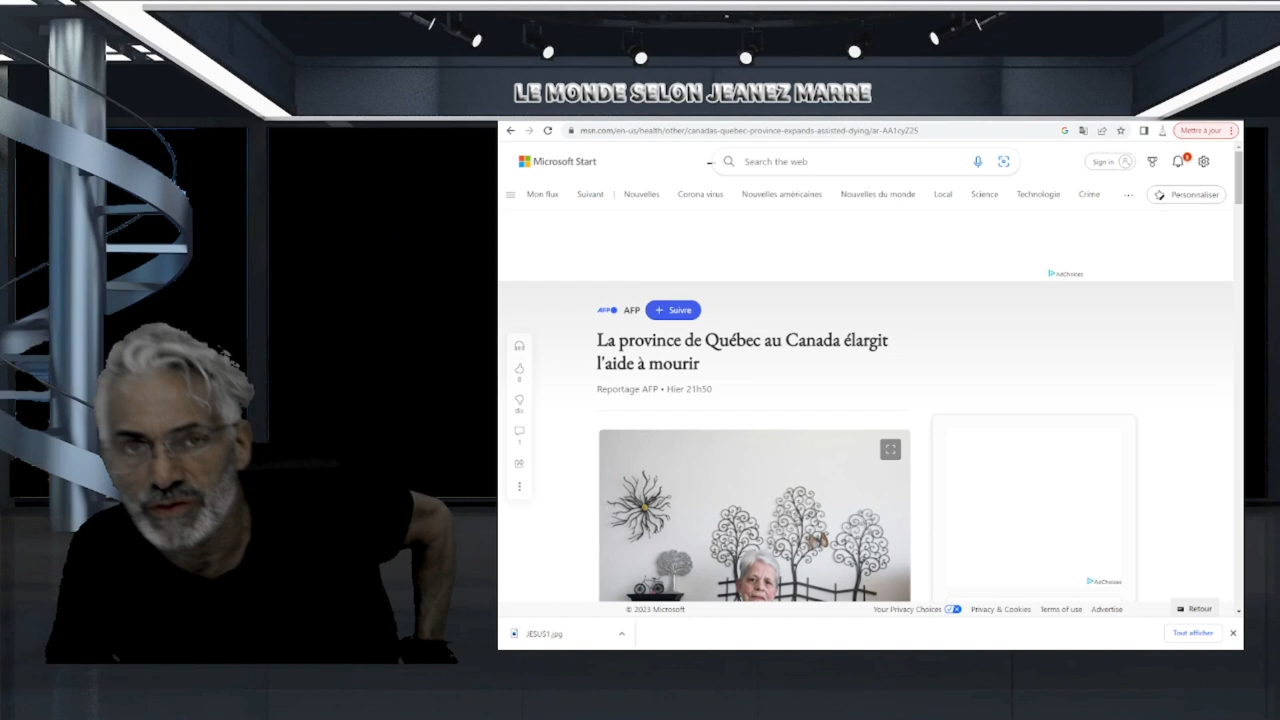 LE MONDE SELON JEANEZ MARRE
msn.com/en-us/health/other/canadas-quebec-province-expands-assisted-dying/ar-AA1cyZ25
Mettre à jour
Microsoft Start
Search the web
Sign in
Mon flux Suivant Nouvelles Corona virus Nouvelles américaines Nouvelles du monde Local Science Technologie Crime ... Personnaliser
AdChoices
AFP AFP + Suivre
La province de Québec au Canada élargit
l'aide à mourir
Reportage AFP • Hier 21h50
8
dix
1
AdChoices
© 2023 Microsoft Your Privacy Choices Privacy & Cookies Terms of use Advertise Retour
JESUS1.jpg Tout afficher